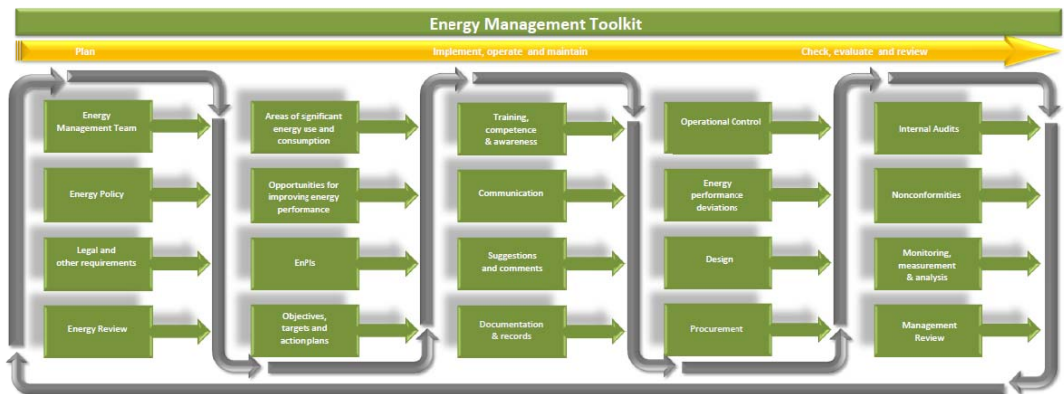 Energy Management Toolkit
Plan
Implement, operate and maintain
Check, evaluate and review
Energy
Management Team
Energy Policy
Legal and
other requirements
Energy Review
Areas of significant
energy use and
consumption
Opportunities for
improving energy
performance
EnPIs
Objectives,
targets and
action plans
Training,
competence
& awareness
Communication
Suggestions
and comments
Documentation
& records
Operational Control
Energy
performance
deviations
Design
Procurement
Internal Audits
Nonconformities
Monitoring,
measurement
& analysis
Management
Review